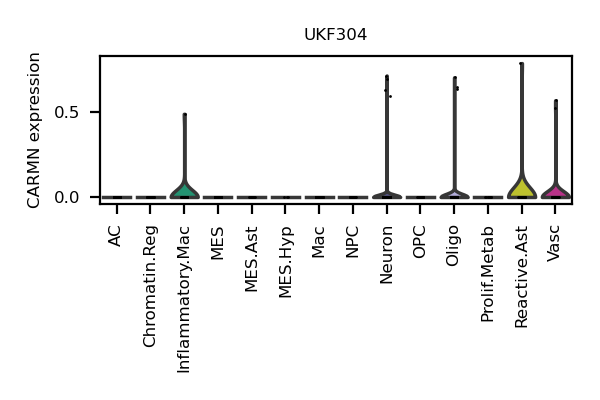 UKF304
CARMN expression
0.5
0.0
AC
Chromatin.Reg
Inflammatory.Mac
MES
MES.Ast
MES.Hyp
Mac
NPC
Neuron
OPC
Oligo
Prolif.Metab
Reactive.Ast
Vasc